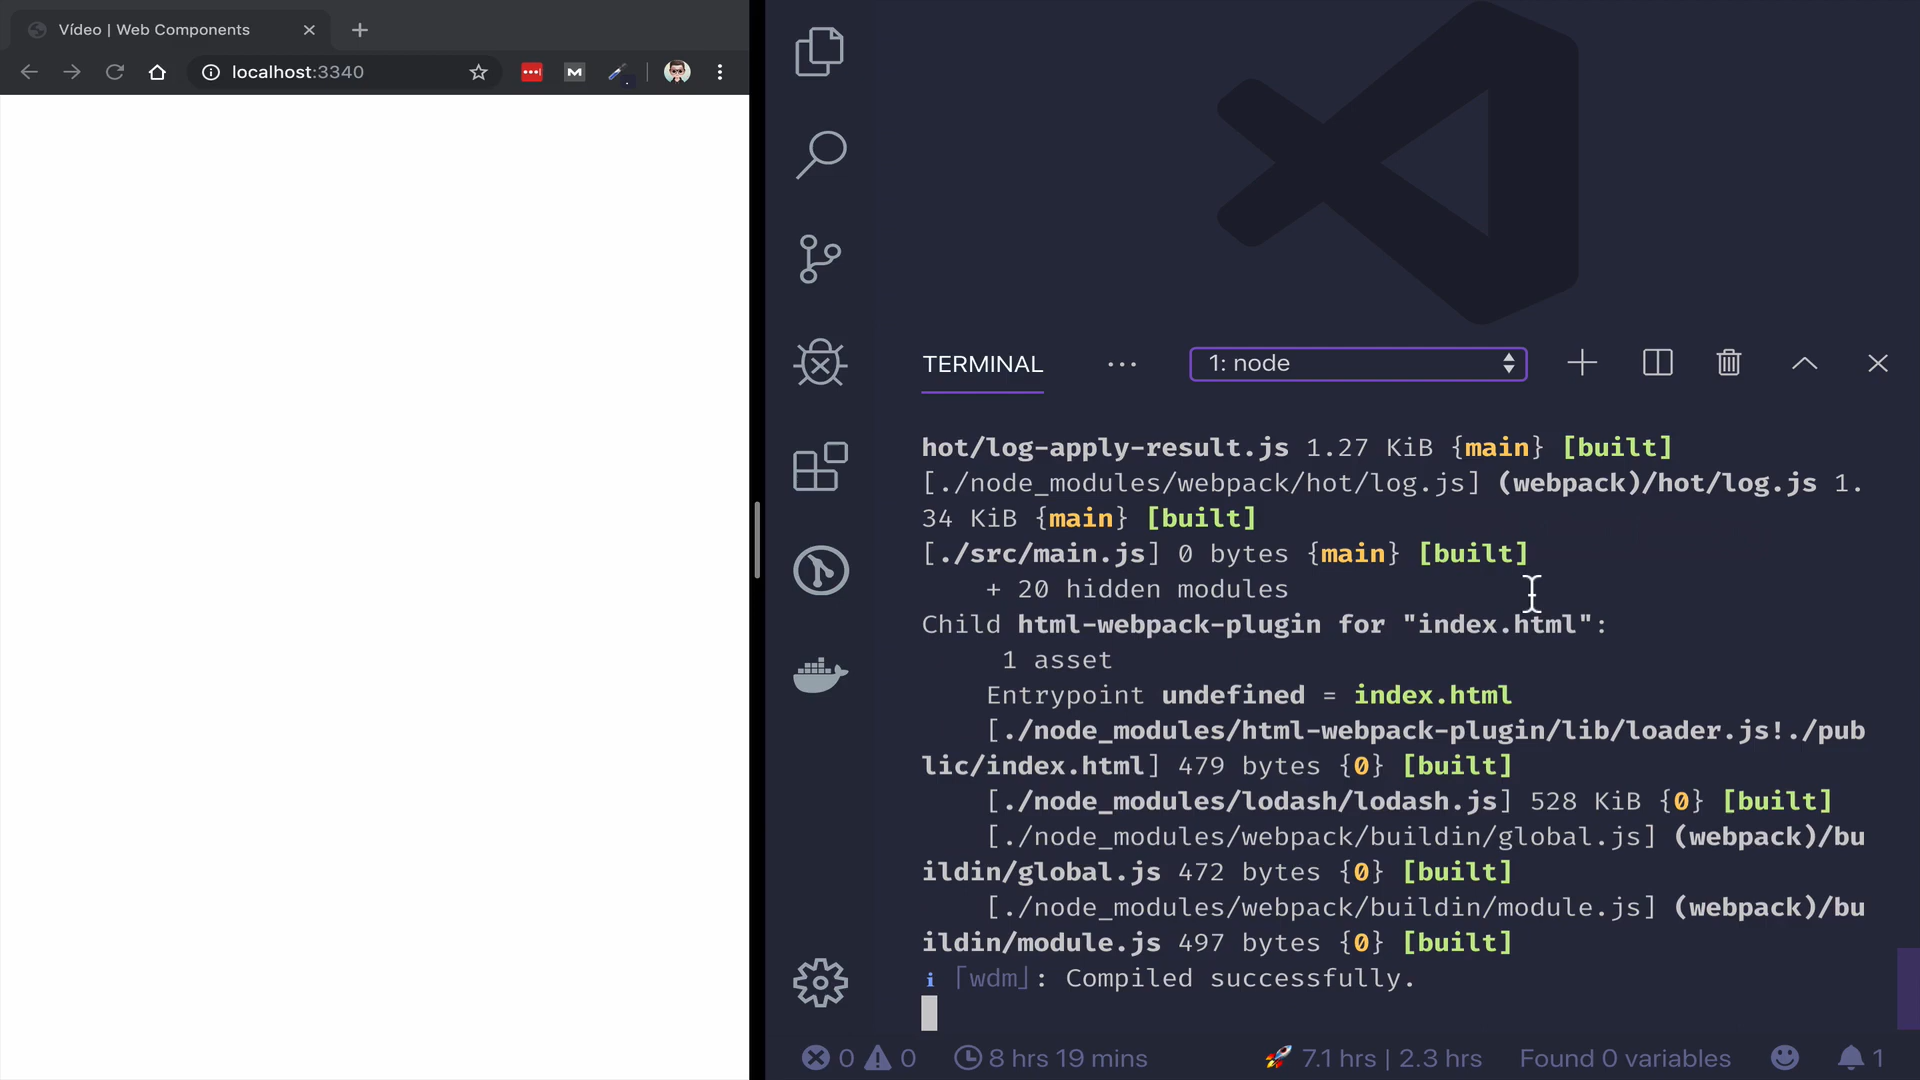 Vídeo | Web Components
localhost:3340
TERMINAL
1: node
hot/log-apply-result.js 1.27 KiB {main} [built]
[./node_modules/webpack/hot/log.js] (webpack)/hot/log.js 1.
34 KiB {main} [built]
[./src/main.js] 0 bytes {main} [built]
+ 20 hidden modules
Child html-webpack-plugin for "index.html":
1 asset
Entrypoint undefined = index.html
[./node_modules/html-webpack-plugin/lib/loader.js!./pub
lic/index.html] 479 bytes {0} [built]
[./node_modules/lodash/lodash.js] 528 KiB {0} [built]
[./node_modules/webpack/buildin/global.js] (webpack)/bu
ildin/global.js 472 bytes {0} [built]
[./node_modules/webpack/buildin/module.js] (webpack)/bu
ildin/module.js 497 bytes {0} [built]
i ⌈wdm⌋: Compiled successfully.
0 0 8 hrs 19 mins 🚀 7.1 hrs | 2.3 hrs Found 0 variables 1